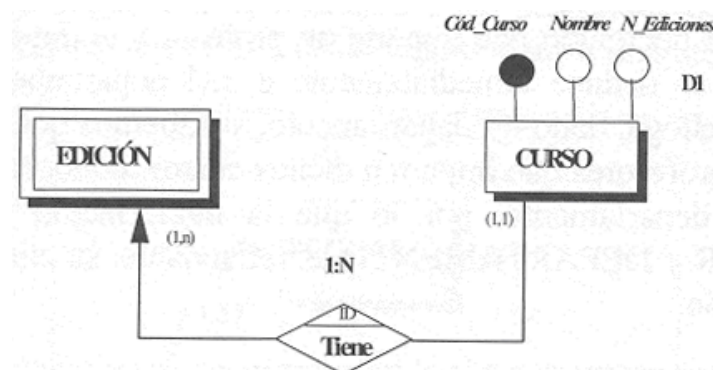 Cód_Curso Nombre N_Ediciones
D1
EDICIÓN
CURSO
(1,n)
(1,1)
1:N
ID
Tiene